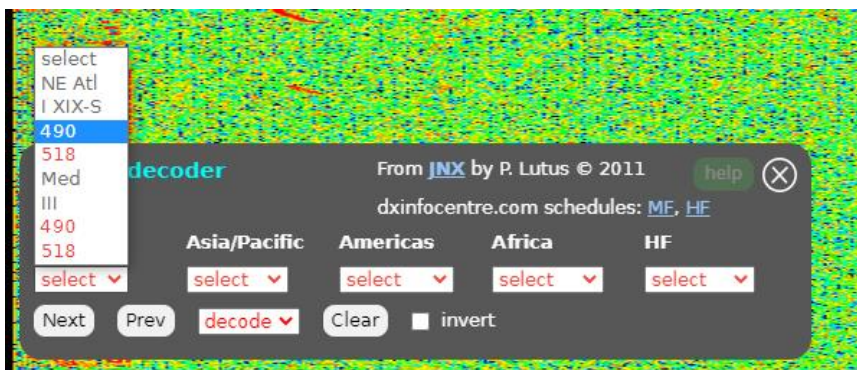 select
NE Atl
I XIX-S
490
518
Med
III
490
518
decoder
From JNX by P. Lutus © 2011
help
dxinfocentre.com schedules: MF, HF
Asia/Pacific Americas Africa HF
select select select select select
Next Prev decode Clear invert